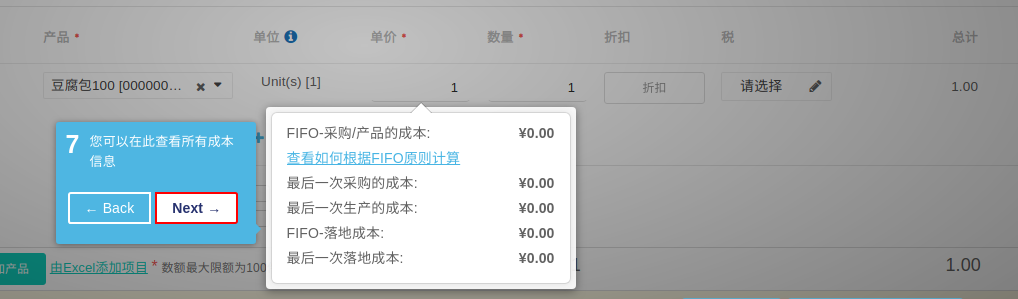 产品 * 单位 单价 * 数量 * 折扣 税 总计
豆腐包100 [000000... Unit(s) [1] 1 1 折扣 请选择 1.00
7 您可以在此查看所有成本
信息
← Back Next →
FIFO-采购/产品的成本: ¥0.00
查看如何根据FIFO原则计算
最后一次采购的成本: ¥0.00
最后一次生产的成本: ¥0.00
FIFO-落地成本: ¥0.00
最后一次落地成本: ¥0.00
加产品 由Excel添加项目 * 数额最大限额为100 1 1.00